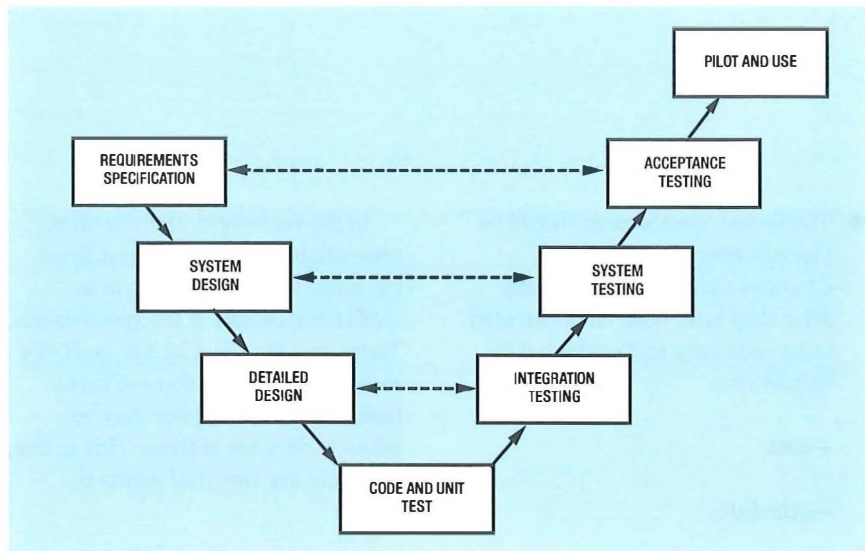 PILOT AND USE
REQUIREMENTS
SPECIFICATION
ACCEPTANCE
TESTING
SYSTEM
DESIGN
SYSTEM
TESTING
DETAILED
DESIGN
INTEGRATION
TESTING
CODE AND UNIT
TEST